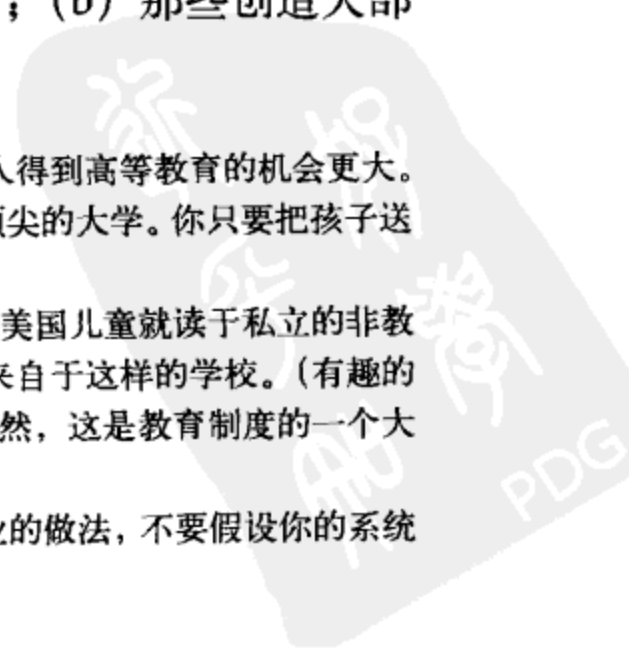 ；（b）那些创造大部
人得到高等教育的机会更大。
顶尖的大学。你只要把孩子送
美国儿童就读于私立的非教
来自于这样的学校。（有趣的
然，这是教育制度的一个大
业的做法，不要假设你的系统
PDG